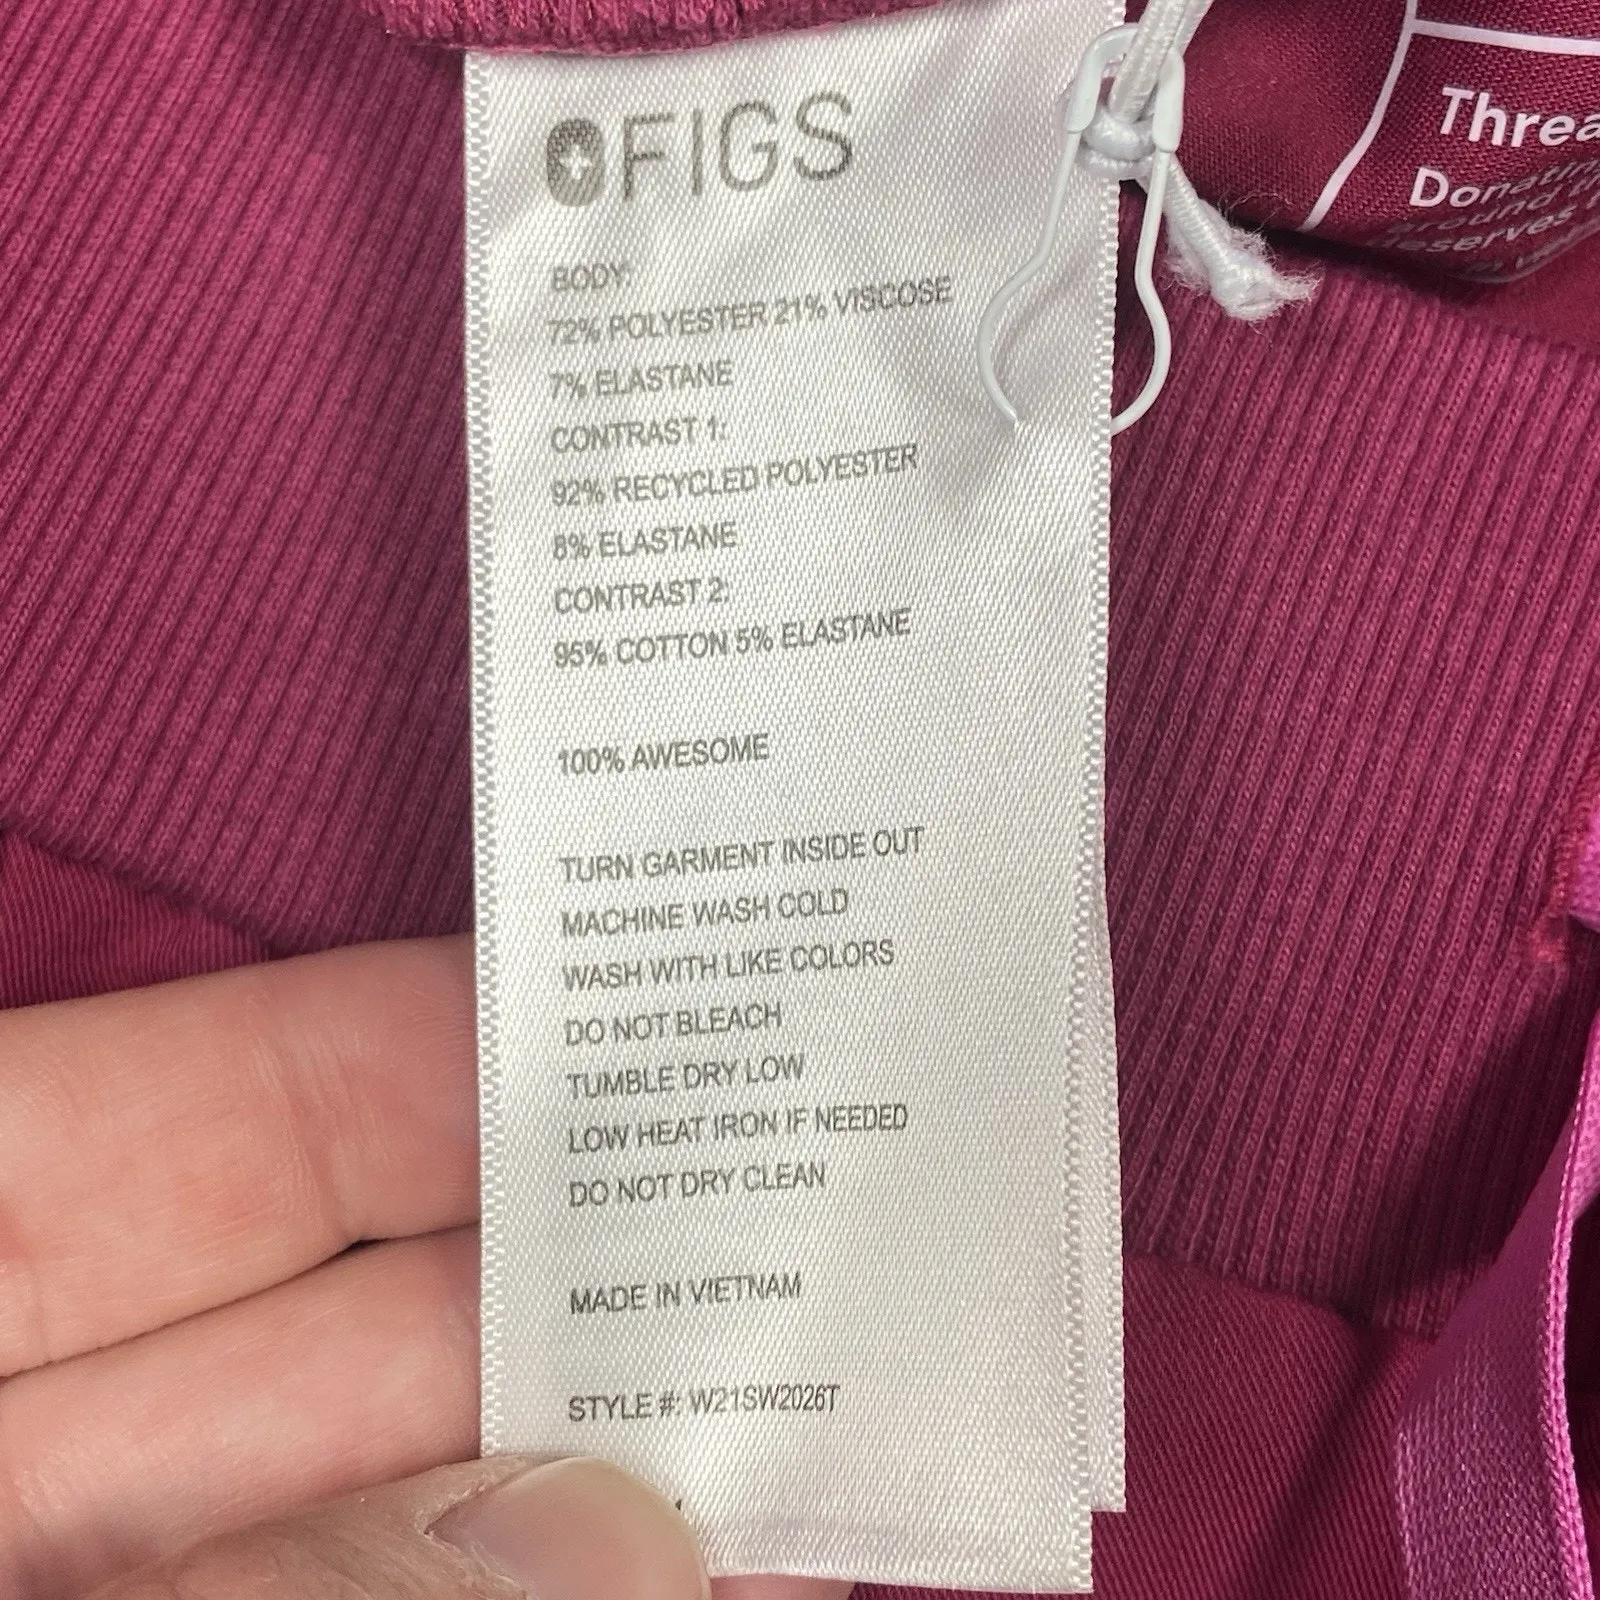 FIGS
BODY:
72% POLYESTER 21% VISCOSE
7% ELASTANE
CONTRAST 1:
92% RECYCLED POLYESTER
8% ELASTANE
CONTRAST 2:
95% COTTON 5% ELASTANE
100% AWESOME
TURN GARMENT INSIDE OUT
MACHINE WASH COLD
WASH WITH LIKE COLORS
DO NOT BLEACH
TUMBLE DRY LOW
LOW HEAT IRON IF NEEDED
DO NOT DRY CLEAN
MADE IN VIETNAM
STYLE #: W21SW2026T
Threa
Donatin
around t
deserves